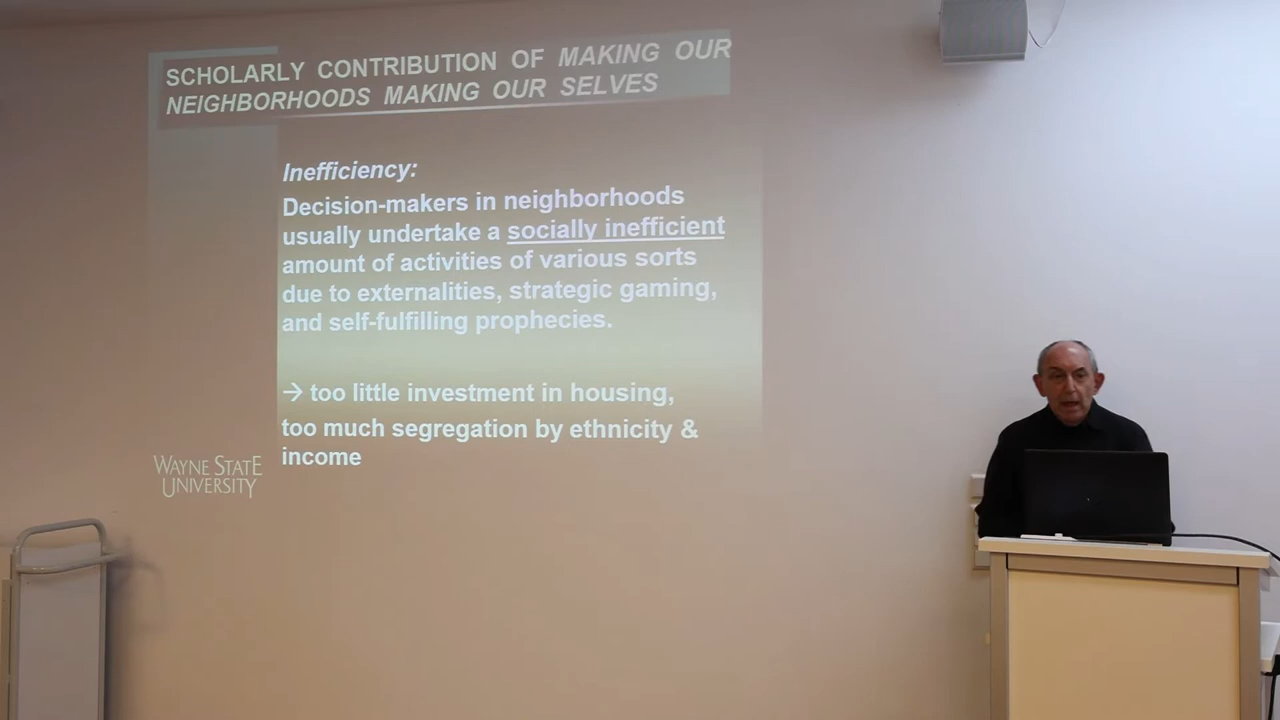 SCHOLARLY CONTRIBUTION OF MAKING OUR
NEIGHBORHOODS MAKING OUR SELVES
Inefficiency:
Decision-makers in neighborhoods
usually undertake a socially inefficient
amount of activities of various sorts
due to externalities, strategic gaming,
and self-fulfilling prophecies.
→ too little investment in housing,
too much segregation by ethnicity &
income
WAYNE STATE
UNIVERSITY